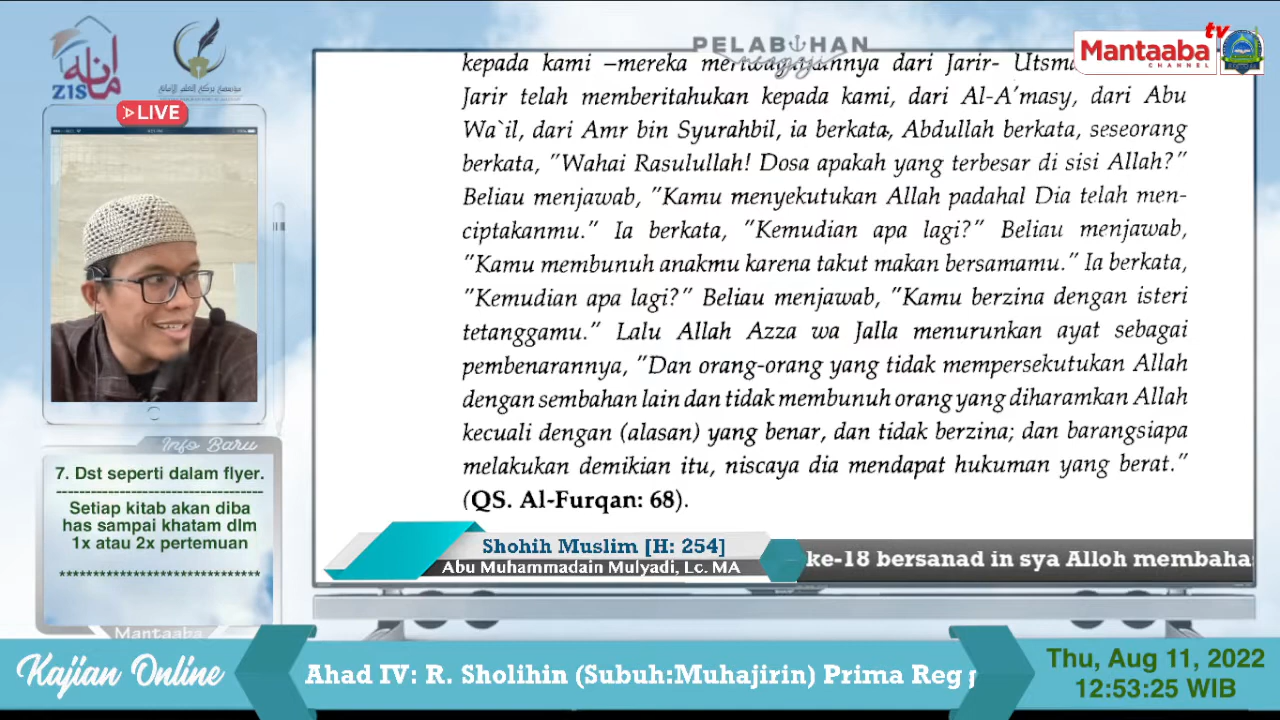 PELABUHAN
tv
Mantaaba
CHANNEL
Z1S
LIVE
kepada kami –mereka
dari Jarir-
Jarir telah memberitahukan kepada kami, dari Al-A'masy, dari Abu
Wa`il, dari Amr bin Syurahbil, ia berkata, Abdullah berkata, seseorang
berkata, "Wahai Rasulullah! Dosa apakah yang terbesar di sisi Allah?"
Beliau menjawab, "Kamu menyekutukan Allah padahal Dia telah men-
ciptakanmu." Ia berkata, "Kemudian apa lagi?" Beliau menjawab,
"Kamu membunuh anakmu karena takut makan bersamamu." Ia berkata,
"Kemudian apa lagi?" Beliau menjawab, "Kamu berzina dengan isteri
tetanggamu." Lalu Allah Azza wa Jalla menurunkan ayat sebagai
pembenarannya, "Dan orang-orang yang tidak mempersekutukan Allah
dengan sembahan lain dan tidak membunuh orang yang diharamkan Allah
kecuali dengan (alasan) yang benar, dan tidak berzina; dan barangsiapa
melakukan demikian itu, niscaya dia mendapat hukuman yang berat."
(QS. Al-Furqan: 68).
Info Baru
7. Dst seperti dalam flyer.
------------------------------------
Setiap kitab akan diba
has sampai khatam dlm
1x atau 2x pertemuan
*****************************
Mantaaba
Shohih Muslim [H: 254]
Abu Muhammadain Mulyadi, Lc. MA
ke-18 bersanad in sya Alloh membahas
Kajian Online
Ahad IV: R. Sholihin (Subuh:Muhajirin) Prima Reg
Thu, Aug 11, 2022
12:53:25 WIB